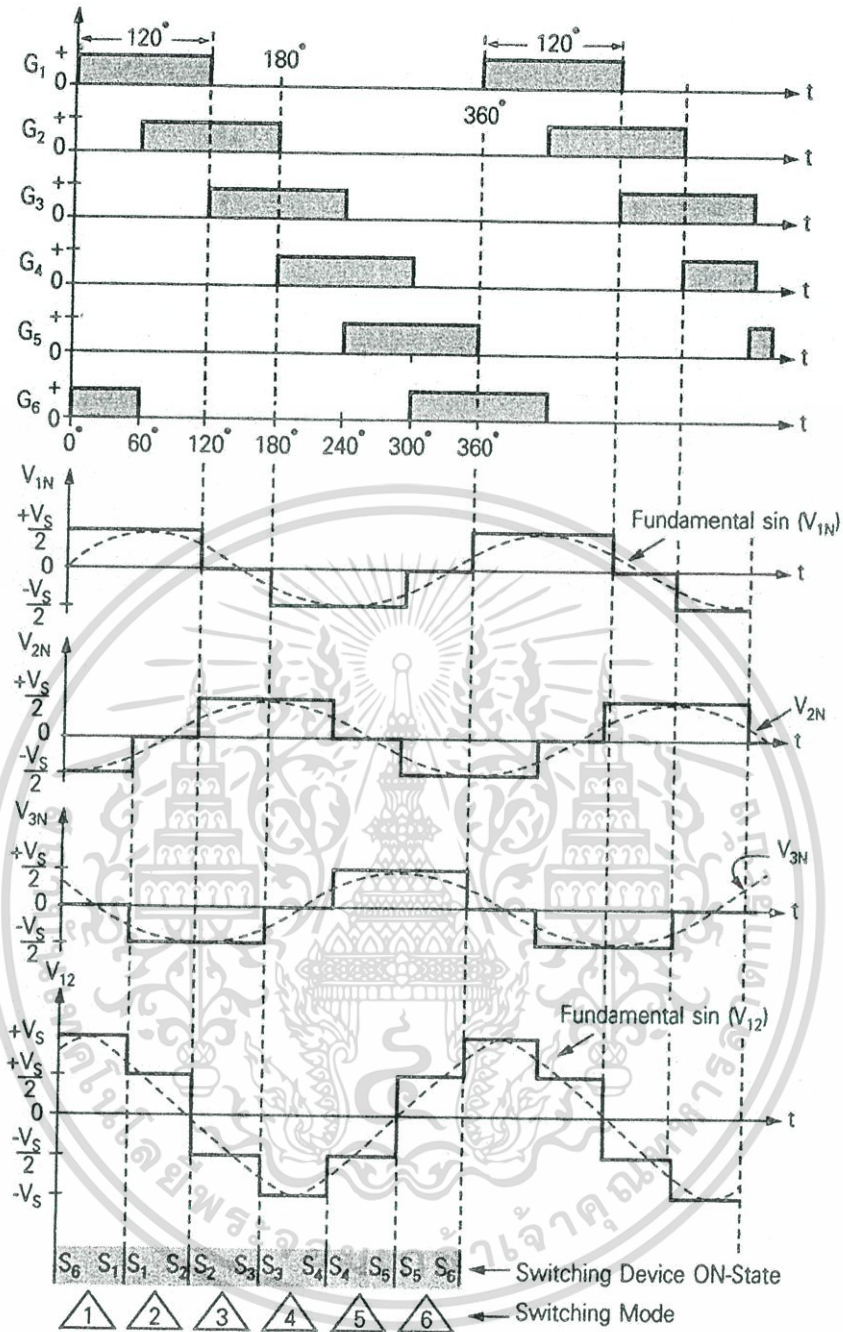 120° 180° 120°
G1 + 0 t
360°
G2 + 0 t
G3 + 0 t
G4 + 0 t
G5 + 0 t
G6 + 0 t
0° 60° 120° 180° 240° 300° 360°
V1N
+VS/2
0 t
-VS/2
Fundamental sin (V1N)
V2N
+VS/2
0 t
-VS/2
V2N
V3N
+VS/2
0 t
-VS/2
V3N
V12
+VS
+VS/2
0 t
-VS/2
-VS
Fundamental sin (V12)
S6 S1 S1 S2 S2 S3 S3 S4 S4 S5 S5 S6 Switching Device ON-State
1 2 3 4 5 6 Switching Mode